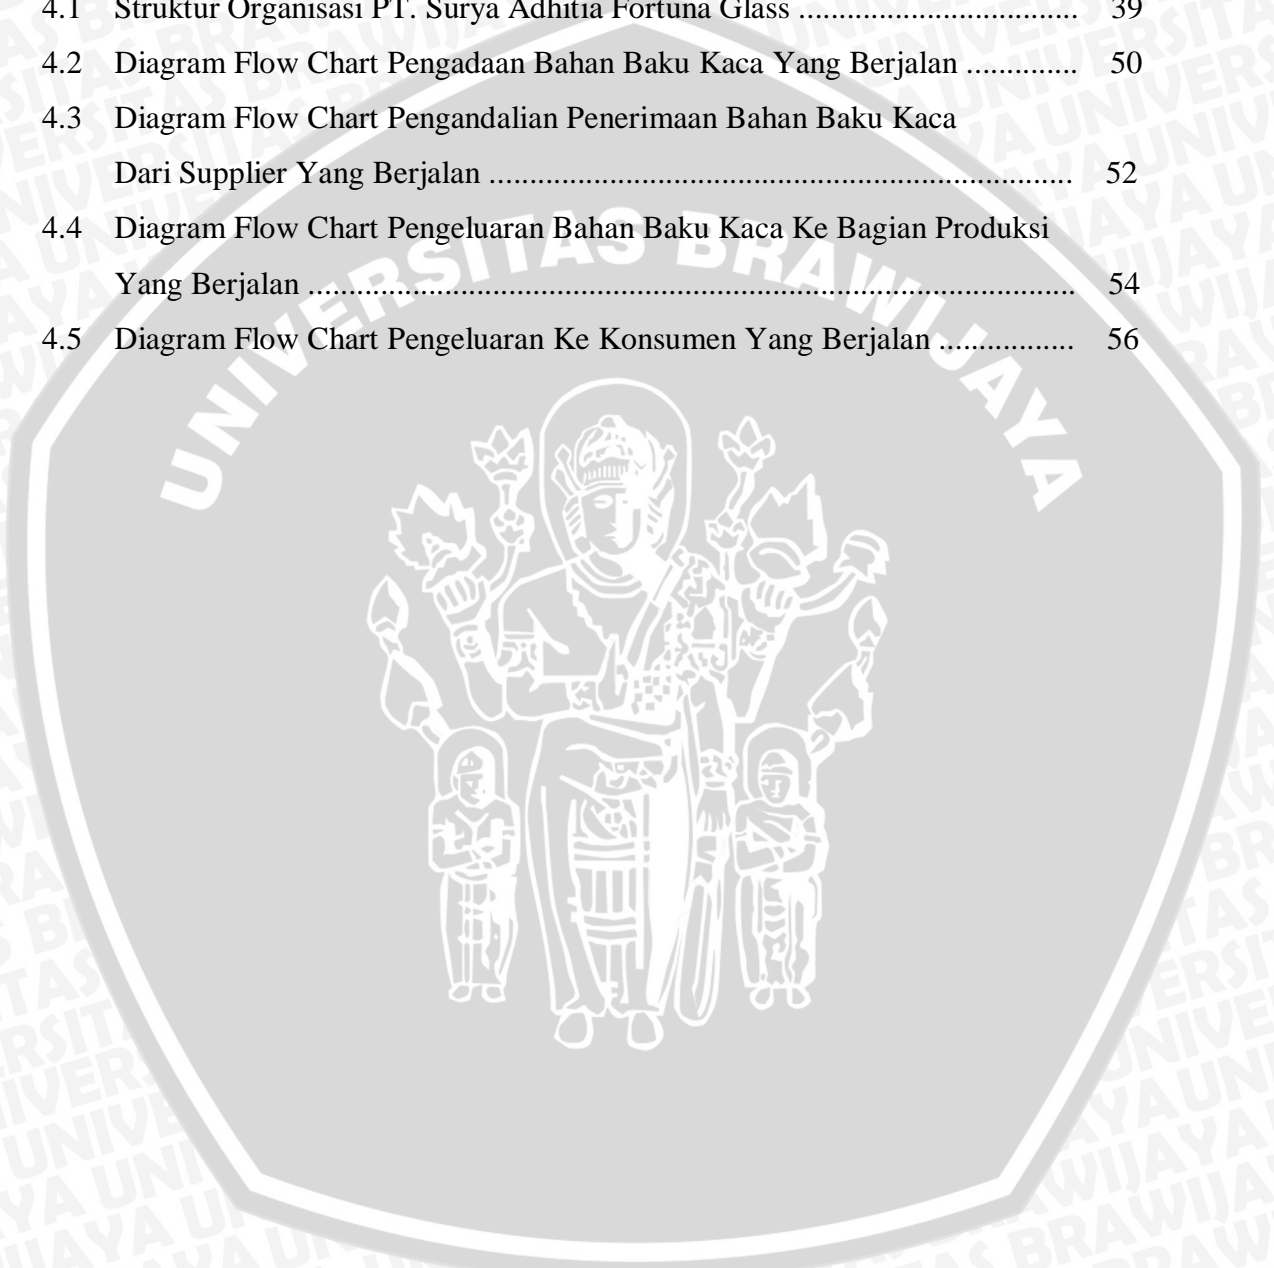 4.1 Struktur Organisasi PT. Surya Adhitia Fortuna Glass .................................. 39
4.2 Diagram Flow Chart Pengadaan Bahan Baku Kaca Yang Berjalan .............. 50
4.3 Diagram Flow Chart Pengandalian Penerimaan Bahan Baku Kaca
Dari Supplier Yang Berjalan ....................................................................... 52
4.4 Diagram Flow Chart Pengeluaran Bahan Baku Kaca Ke Bagian Produksi
Yang Berjalan .............................................................................................. 54
4.5 Diagram Flow Chart Pengeluaran Ke Konsumen Yang Berjalan ................. 56
UNIVERSITAS BRAWIJAYA